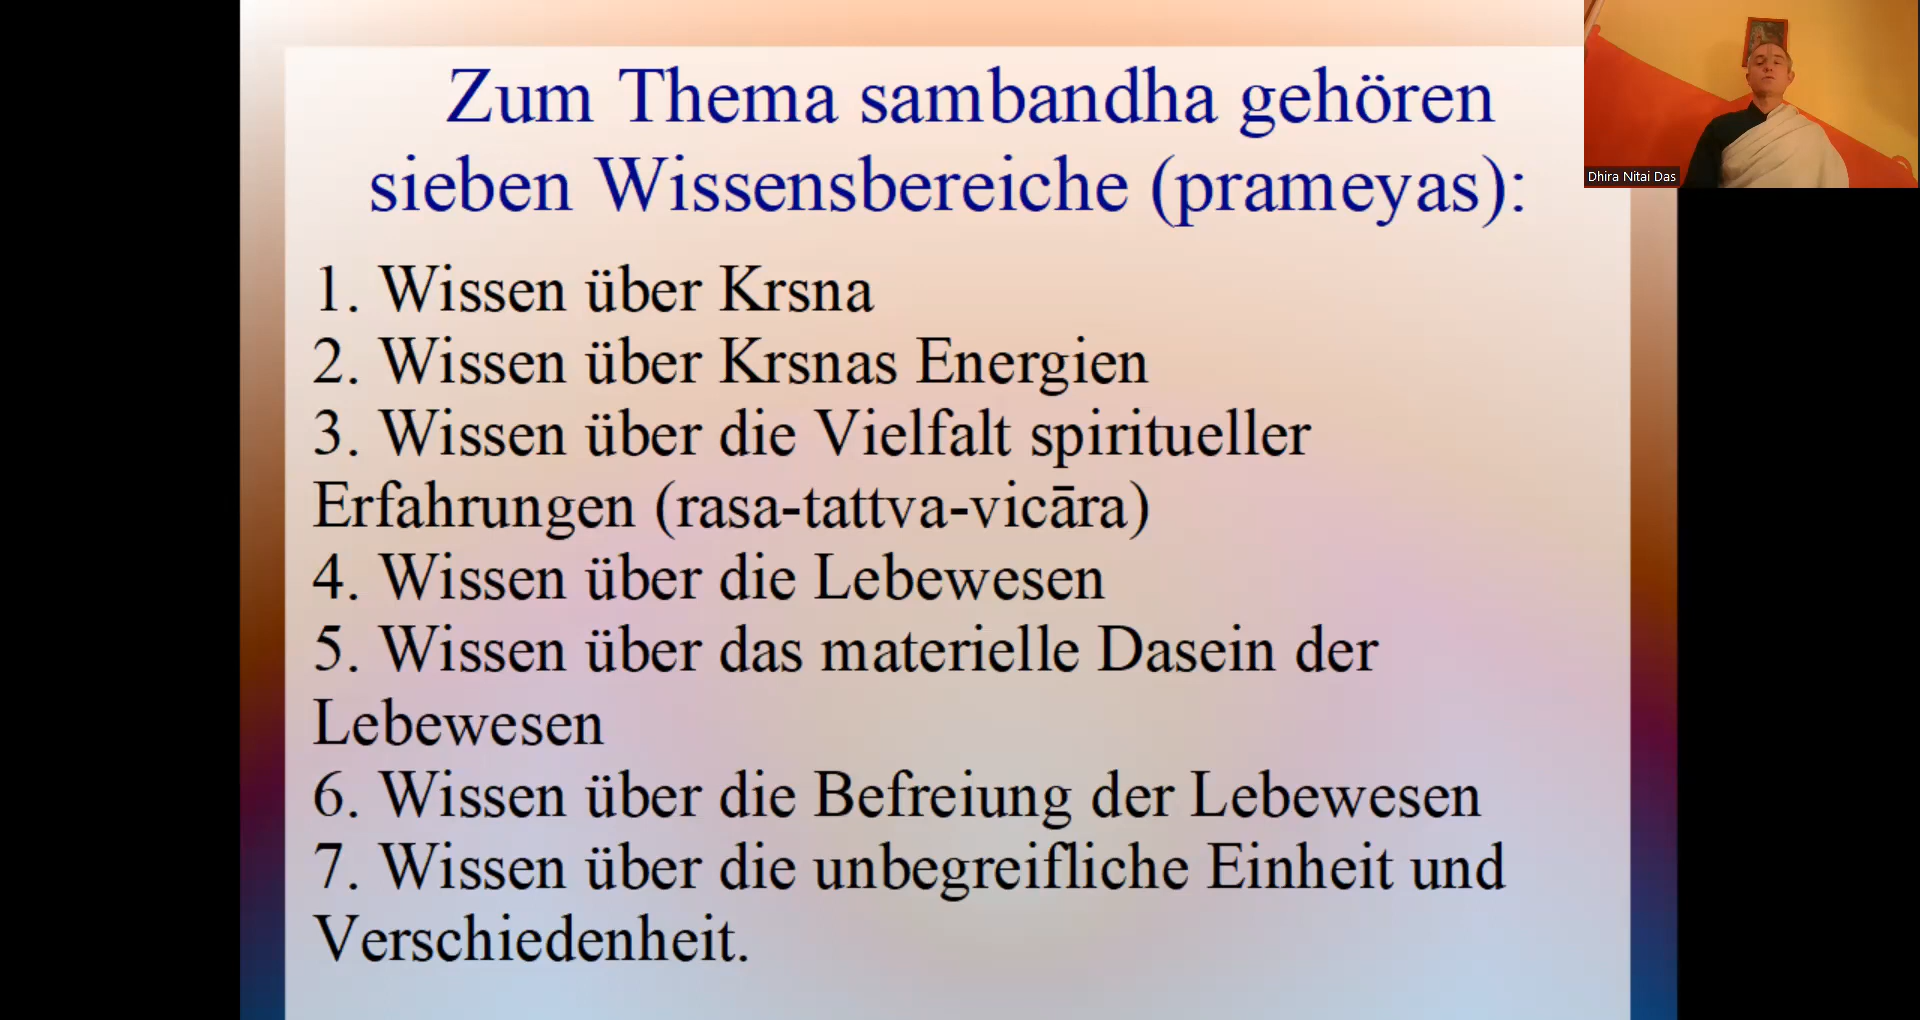 Zum Thema sambandha gehören
sieben Wissensbereiche (prameyas):
1. Wissen über Krsna
2. Wissen über Krsnas Energien
3. Wissen über die Vielfalt spiritueller
Erfahrungen (rasa-tattva-vicāra)
4. Wissen über die Lebewesen
5. Wissen über das materielle Dasein der
Lebewesen
6. Wissen über die Befreiung der Lebewesen
7. Wissen über die unbegreifliche Einheit und
Verschiedenheit.
Dhira Nitai Das